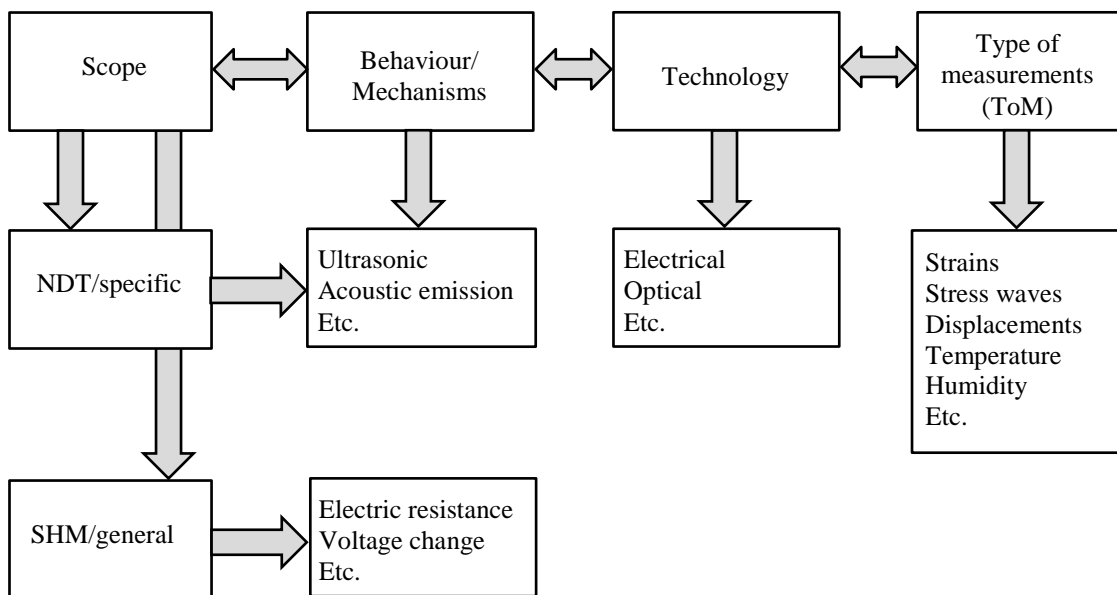 Scope
Behaviour/
Mechanisms
Technology
Type of
measurements
(ToM)
NDT/specific
Ultrasonic
Acoustic emission
Etc.
Electrical
Optical
Etc.
Strains
Stress waves
Displacements
Temperature
Humidity
Etc.
SHM/general
Electric resistance
Voltage change
Etc.